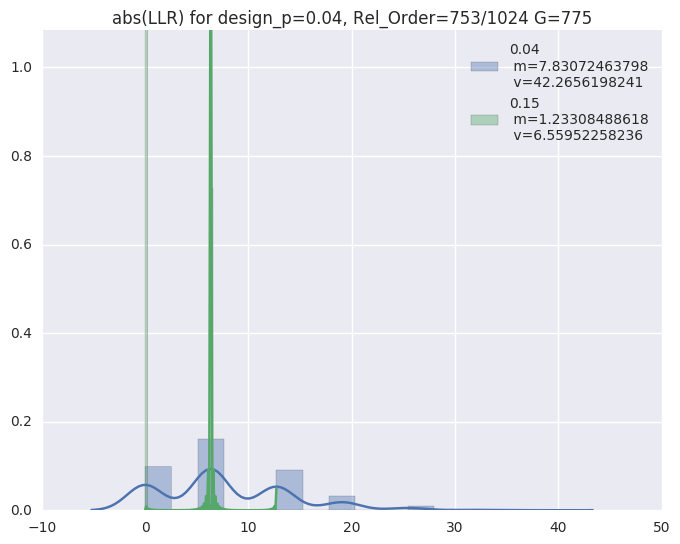 abs(LLR) for design_p=0.04, Rel_Order=753/1024 G=775
0.04
m=7.83072463798
v=42.2656198241
0.15
m=1.23308488618
v=6.55952258236
1.0
0.8
0.6
0.4
0.2
0.0
−10 0 10 20 30 40 50